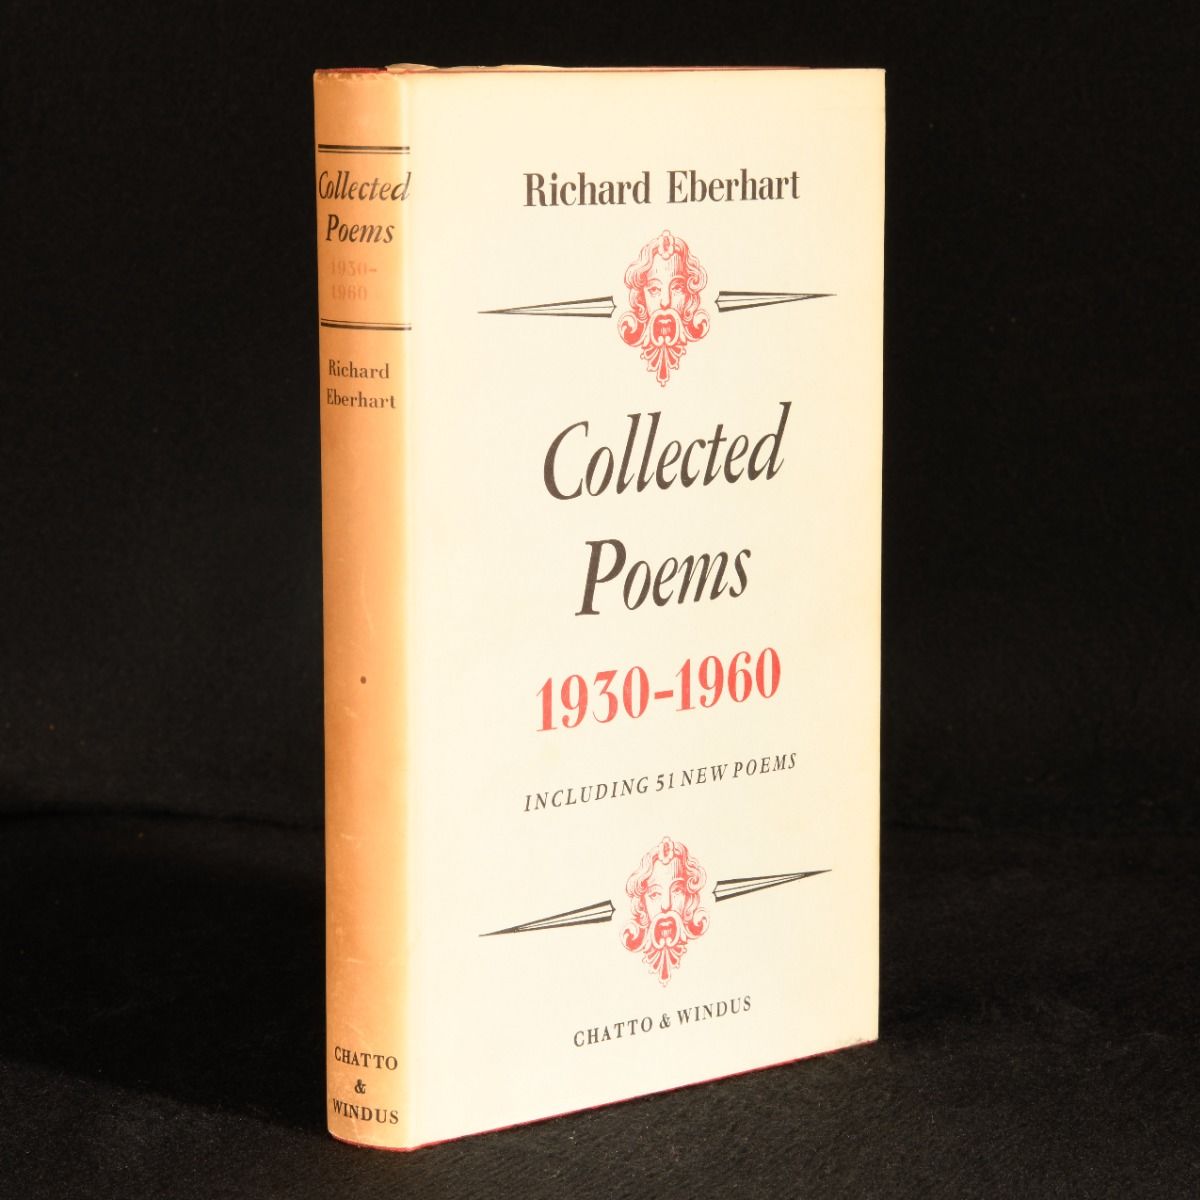 Collected
Poems
1930-
1960
Richard
Eberhart
CHATTO
&
WINDUS
Richard Eberhart
Collected
Poems
1930-1960
INCLUDING 51 NEW POEMS
CHATTO & WINDUS